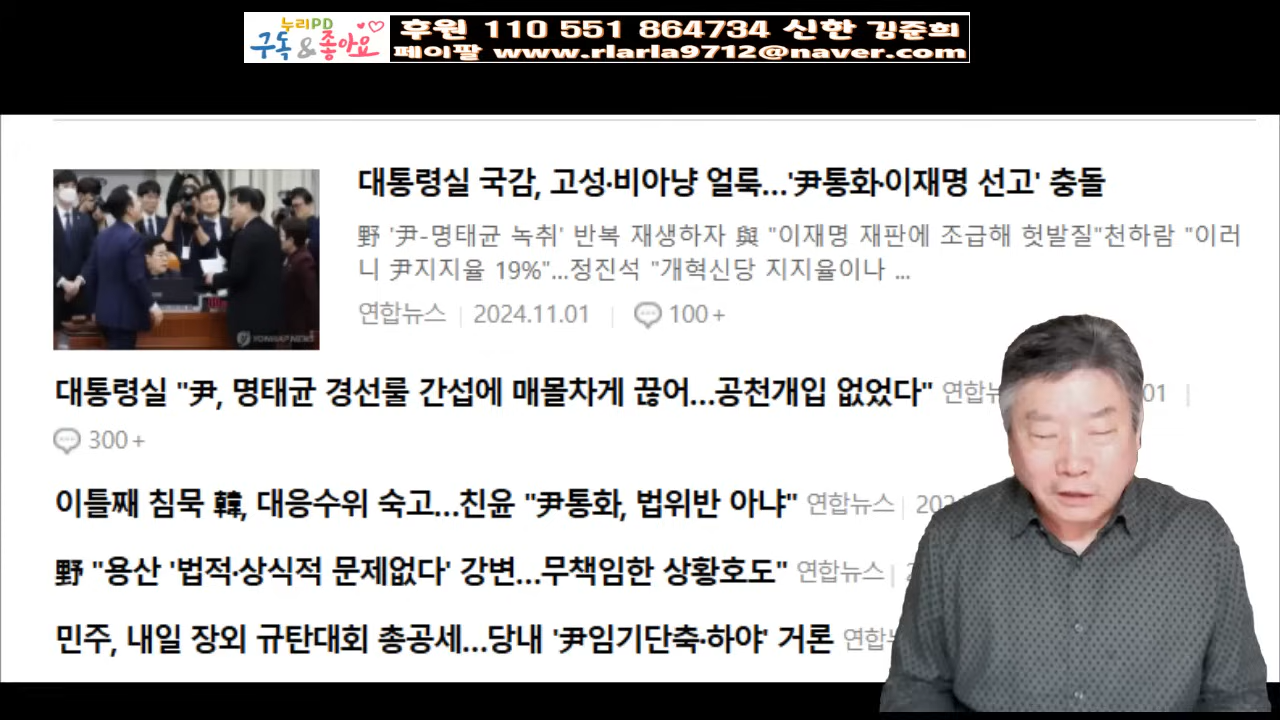 누리PD
구독 & 좋아요
후원 110 551 864734 신한 김준희
페이팔 www.rlarla9712@naver.com
대통령실 국감, 고성·비아냥 얼룩...'尹통화·이재명 선고' 충돌
野 '尹-명태균 녹취' 반복 재생하자 與 "이재명 재판에 조급해 헛발질"천하람 "이러
니 尹지지율 19%"...정진석 "개혁신당 지지율이나 ...
연합뉴스 | 2024.11.01 | 100+
YONHAP NEWS
대통령실 "尹, 명태균 경선룰 간섭에 매몰차게 끊어...공천개입 없었다" 연합뉴 01 |
300+
이틀째 침묵 韓, 대응수위 숙고...친윤 "尹통화, 법위반 아냐" 연합뉴스 | 202
野 "용산 '법적·상식적 문제없다' 강변...무책임한 상황호도" 연합뉴스 | 2
민주, 내일 장외 규탄대회 총공세...당내 '尹임기단축·하야' 거론 연합